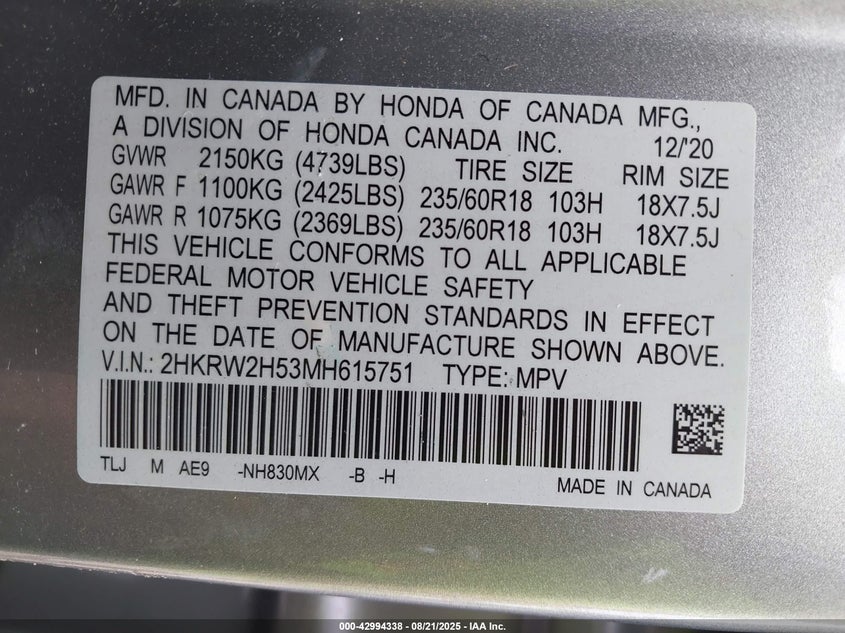 MFD. IN CANADA BY HONDA OF CANADA MFG.,
A DIVISION OF HONDA CANADA INC. 12/'20
GVWR 2150KG (4739LBS) TIRE SIZE RIM SIZE
GAWR F 1100KG (2425LBS) 235/60R18 103H 18X7.5J
GAWR R 1075KG (2369LBS) 235/60R18 103H 18X7.5J
THIS VEHICLE CONFORMS TO ALL APPLICABLE
FEDERAL MOTOR VEHICLE SAFETY
AND THEFT PREVENTION STANDARDS IN EFFECT
ON THE DATE OF MANUFACTURE SHOWN ABOVE.
V.I.N.: 2HKRW2H53MH615751 TYPE: MPV
TLJ M AE9 -NH830MX -B -H
MADE IN CANADA
000-42994338 - 08/21/2025 - IAA Inc.